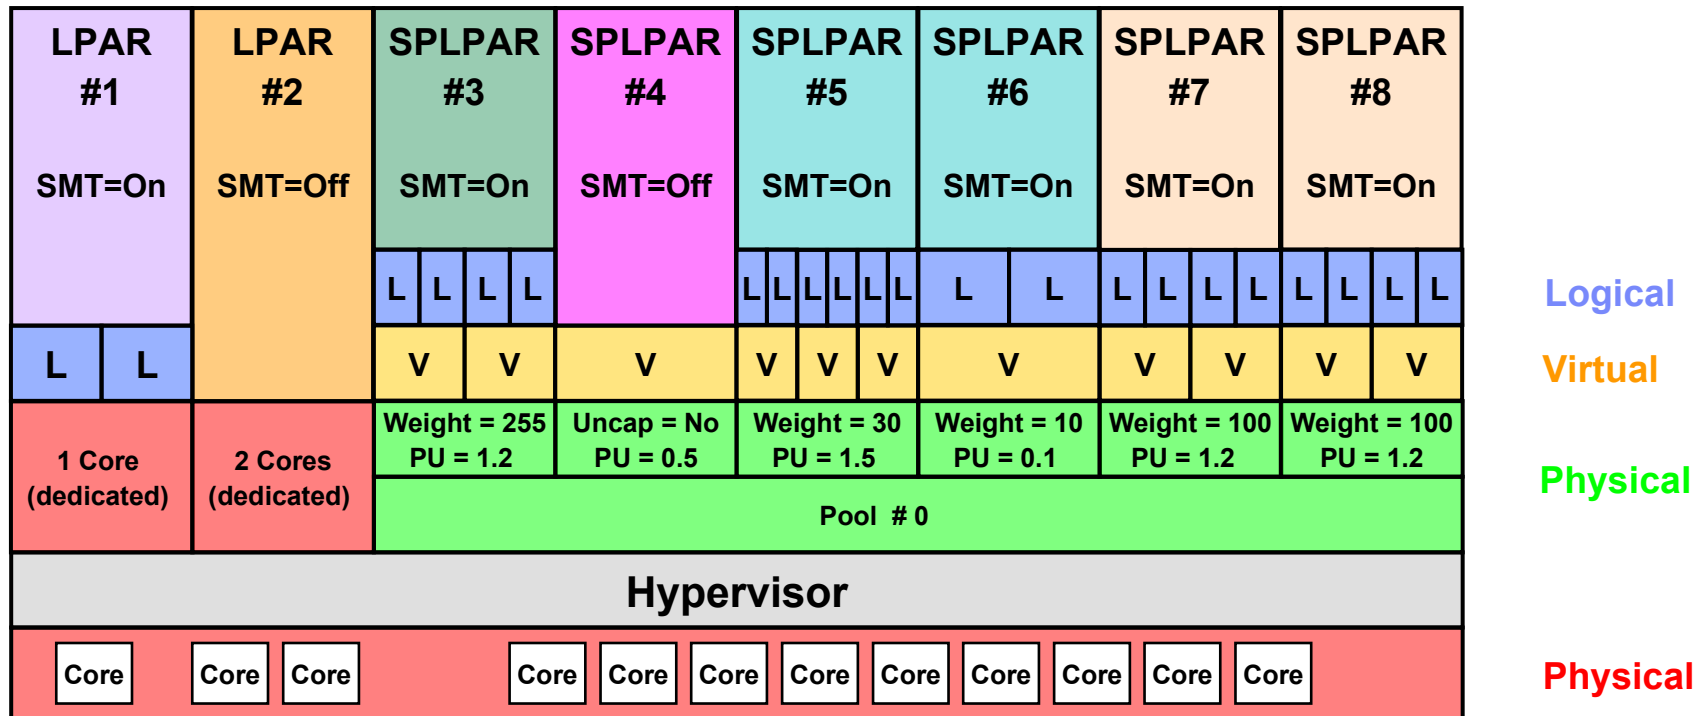 LPAR #1
SMT=On
LPAR #2
SMT=Off
SPLPAR #3
SMT=On
SPLPAR #4
SMT=Off
SPLPAR #5
SMT=On
SPLPAR #6
SMT=On
SPLPAR #7
SMT=On
SPLPAR #8
SMT=On
L L L L L L L L L L L L L L L L L L L L Logical
L L V V V V V V V V V V V Virtual
1 Core
(dedicated)
2 Cores
(dedicated)
Weight = 255
PU = 1.2
Uncap = No
PU = 0.5
Weight = 30
PU = 1.5
Weight = 10
PU = 0.1
Weight = 100
PU = 1.2
Weight = 100
PU = 1.2
Physical
Pool # 0
Hypervisor
Core Core Core Core Core Core Core Core Core Core Core Core Physical